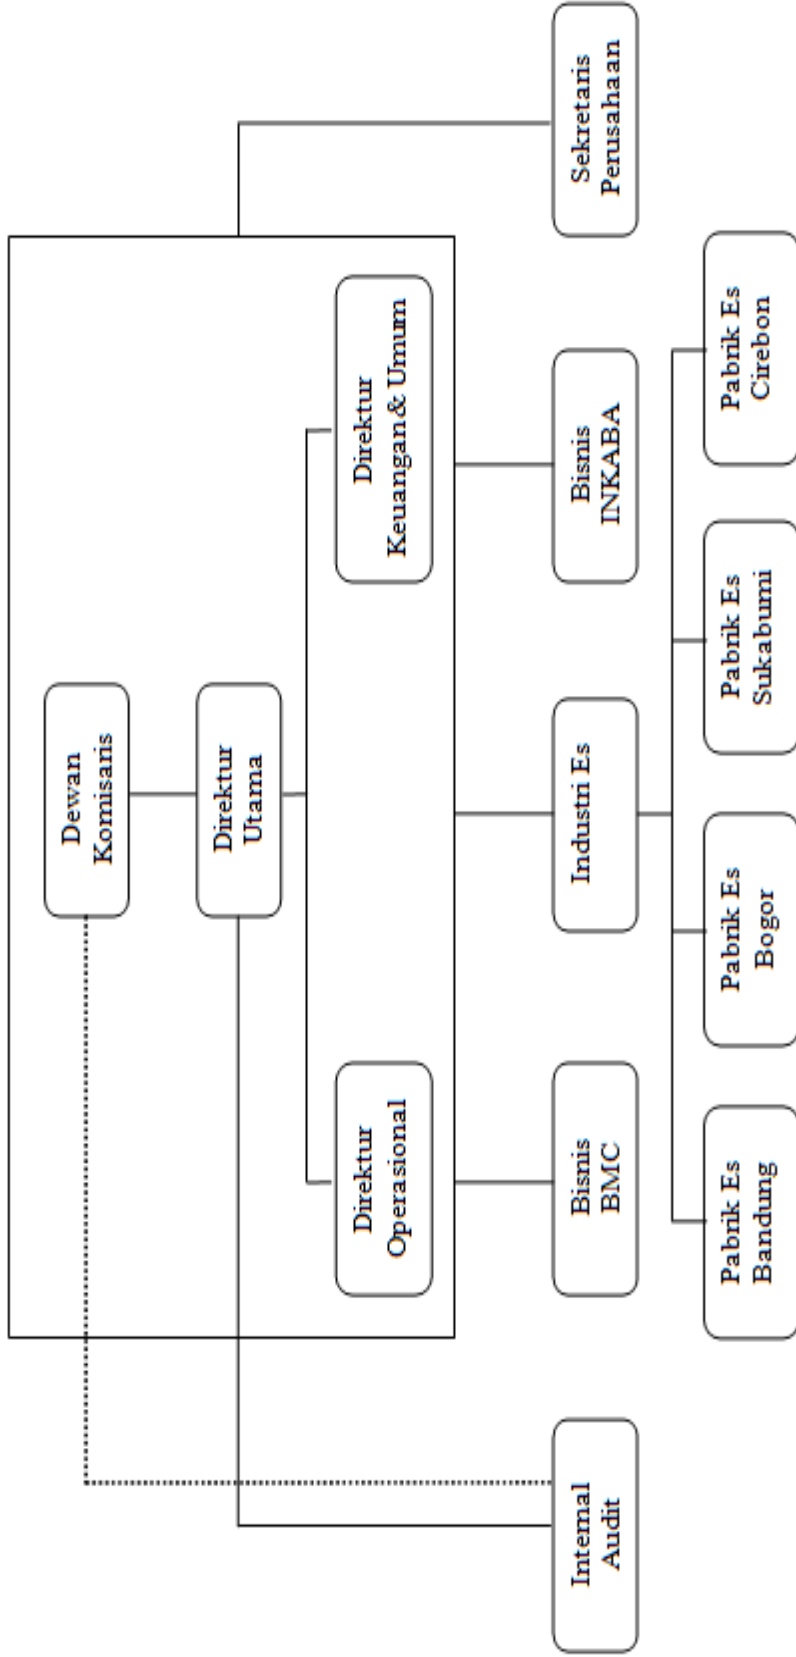 Dewan
Komisaris
Direktur
Utama
Direktur
Operasional
Direktur
Keuangan & Umum
Internal
Audit
Bisnis
BMC
Industri Es
Bisnis
INKABA
Sekretaris
Perusahaan
Pabrik Es
Bandung
Pabrik Es
Bogor
Pabrik Es
Sukabumi
Pabrik Es
Cirebon